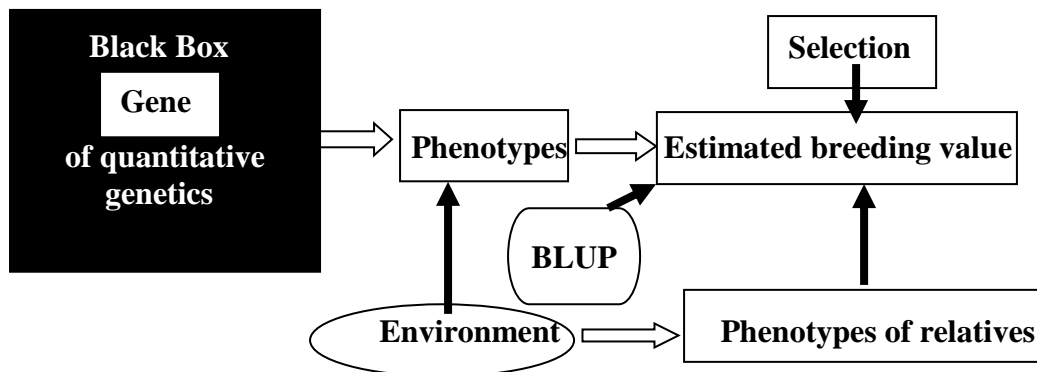 Black Box
Gene
of quantitative
genetics
Selection
Phenotypes
Estimated breeding value
BLUP
Environment
Phenotypes of relatives